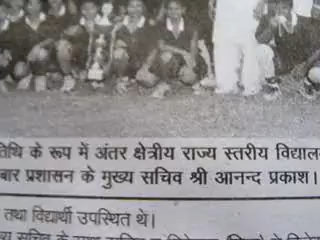 तिथि के रूप में अंतर क्षेत्रीय राज्य स्तरीय विद्याल
बार प्रशासन के मुख्य सचिव श्री आनन्द प्रकाश।
तथा विद्यार्थी उपस्थित थे।